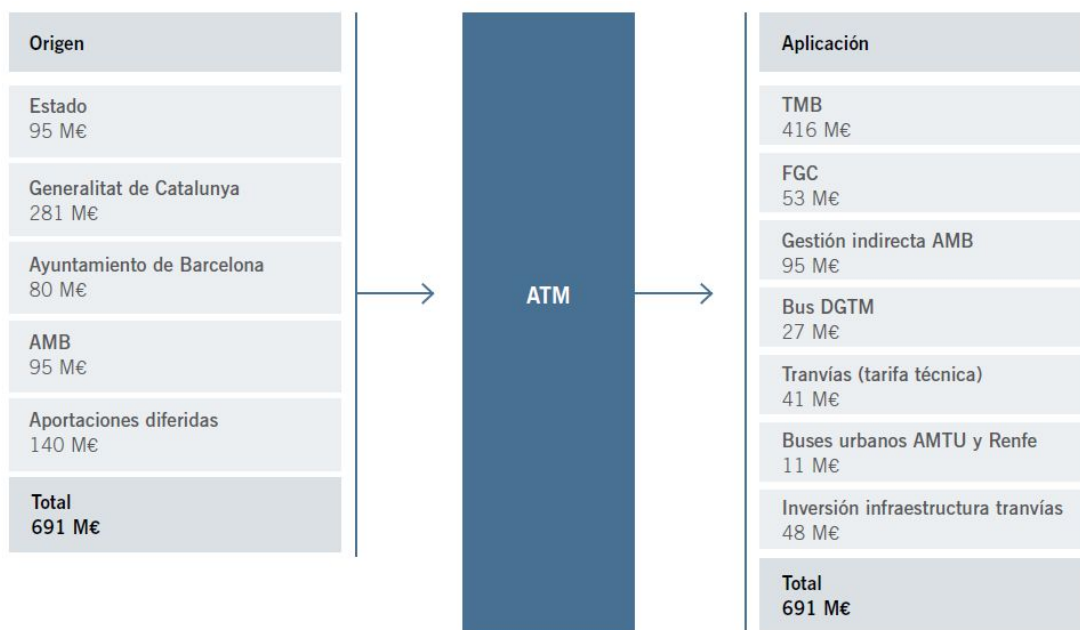 Origen
Estado
95 M€
Generalitat de Catalunya
281 M€
Ayuntamiento de Barcelona
80 M€
AMB
95 M€
Aportaciones diferidas
140 M€
Total
691 M€
ATM
Aplicación
TMB
416 M€
FGC
53 M€
Gestión indirecta AMB
95 M€
Bus DGTM
27 M€
Tranvías (tarifa técnica)
41 M€
Buses urbanos AMTU y Renfe
11 M€
Inversión infraestructura tranvías
48 M€
Total
691 M€